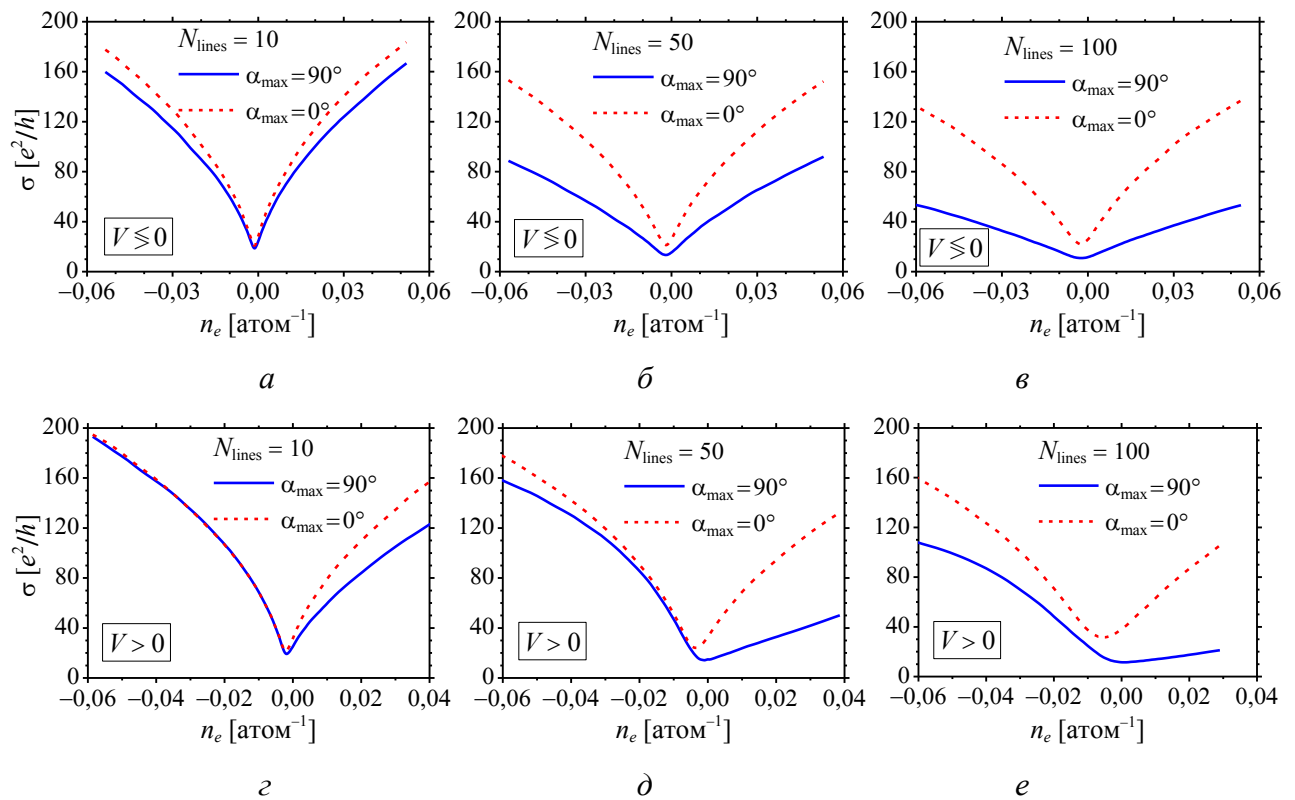 200
160
120
80
40
0
σ [e²/h]
N_lines = 10
α_max = 90°
α_max = 0°
V ≶ 0
−0,06 −0,03 0,00 0,03 0,06
n_e [атом⁻¹]
а
200
160
120
80
40
0
N_lines = 50
α_max = 90°
α_max = 0°
V ≶ 0
−0,06 −0,03 0,00 0,03 0,06
n_e [атом⁻¹]
б
200
160
120
80
40
0
N_lines = 100
α_max = 90°
α_max = 0°
V ≶ 0
−0,06 −0,03 0,00 0,03 0,06
n_e [атом⁻¹]
в
200
160
120
80
40
0
σ [e²/h]
N_lines = 10
α_max = 90°
α_max = 0°
V > 0
−0,06 −0,04 −0,02 0,00 0,02 0,04
n_e [атом⁻¹]
г
200
160
120
80
40
0
N_lines = 50
α_max = 90°
α_max = 0°
V > 0
−0,06 −0,04 −0,02 0,00 0,02 0,04
n_e [атом⁻¹]
д
200
160
120
80
40
0
N_lines = 100
α_max = 90°
α_max = 0°
V > 0
−0,06 −0,04 −0,02 0,00 0,02 0,04
n_e [атом⁻¹]
е